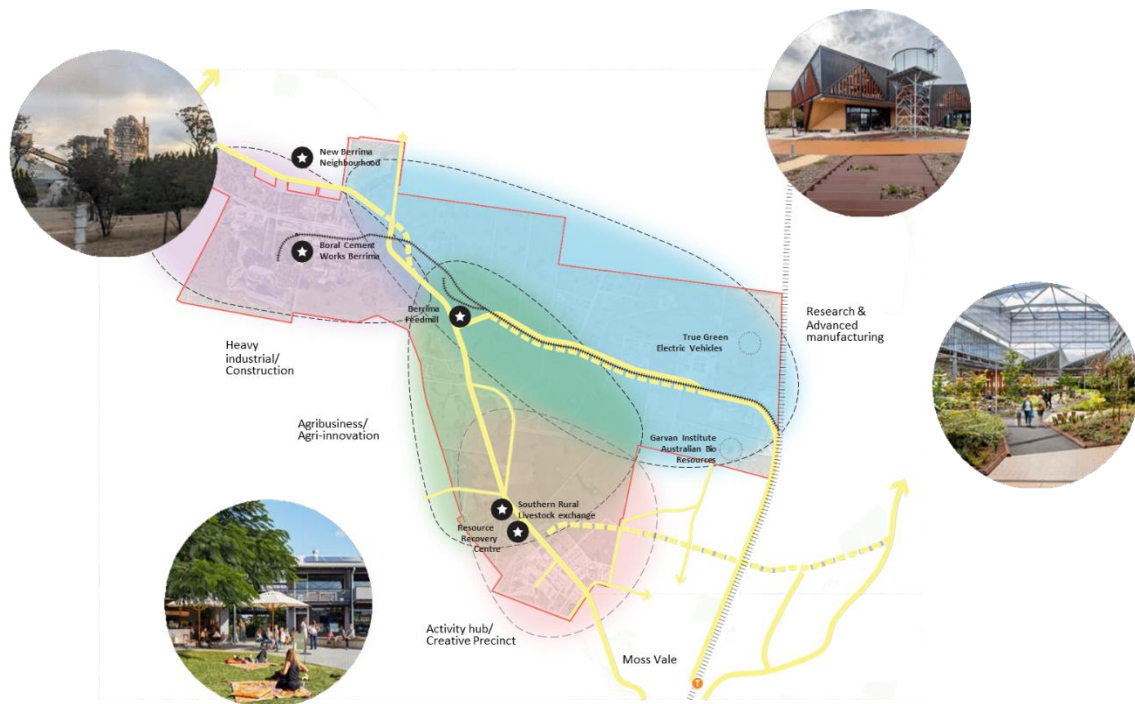 New Berrima
Neighbourhood
Boral Cement
Works Berrima
Berrima
Feedmill
Heavy
industrial/
Construction
True Green
Electric Vehicles
Research &
Advanced
manufacturing
Agribusiness/
Agri-innovation
Garvan Institute
Australian Bio
Resources
Southern Rural
Livestock exchange
Resource
Recovery
Centre
Activity hub/
Creative Precinct
Moss Vale
T